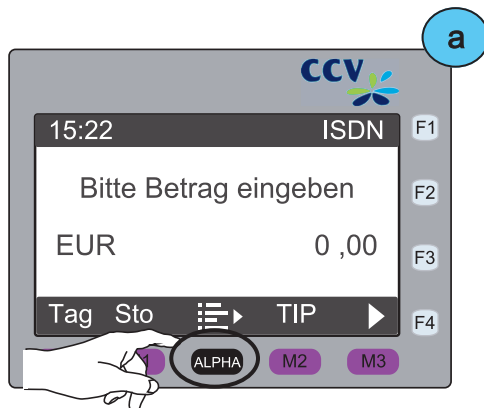 a
CCV
15:22 ISDN F1
Bitte Betrag eingeben F2
EUR 0 ,00 F3
Tag Sto TIP F4
ALPHA M2 M3